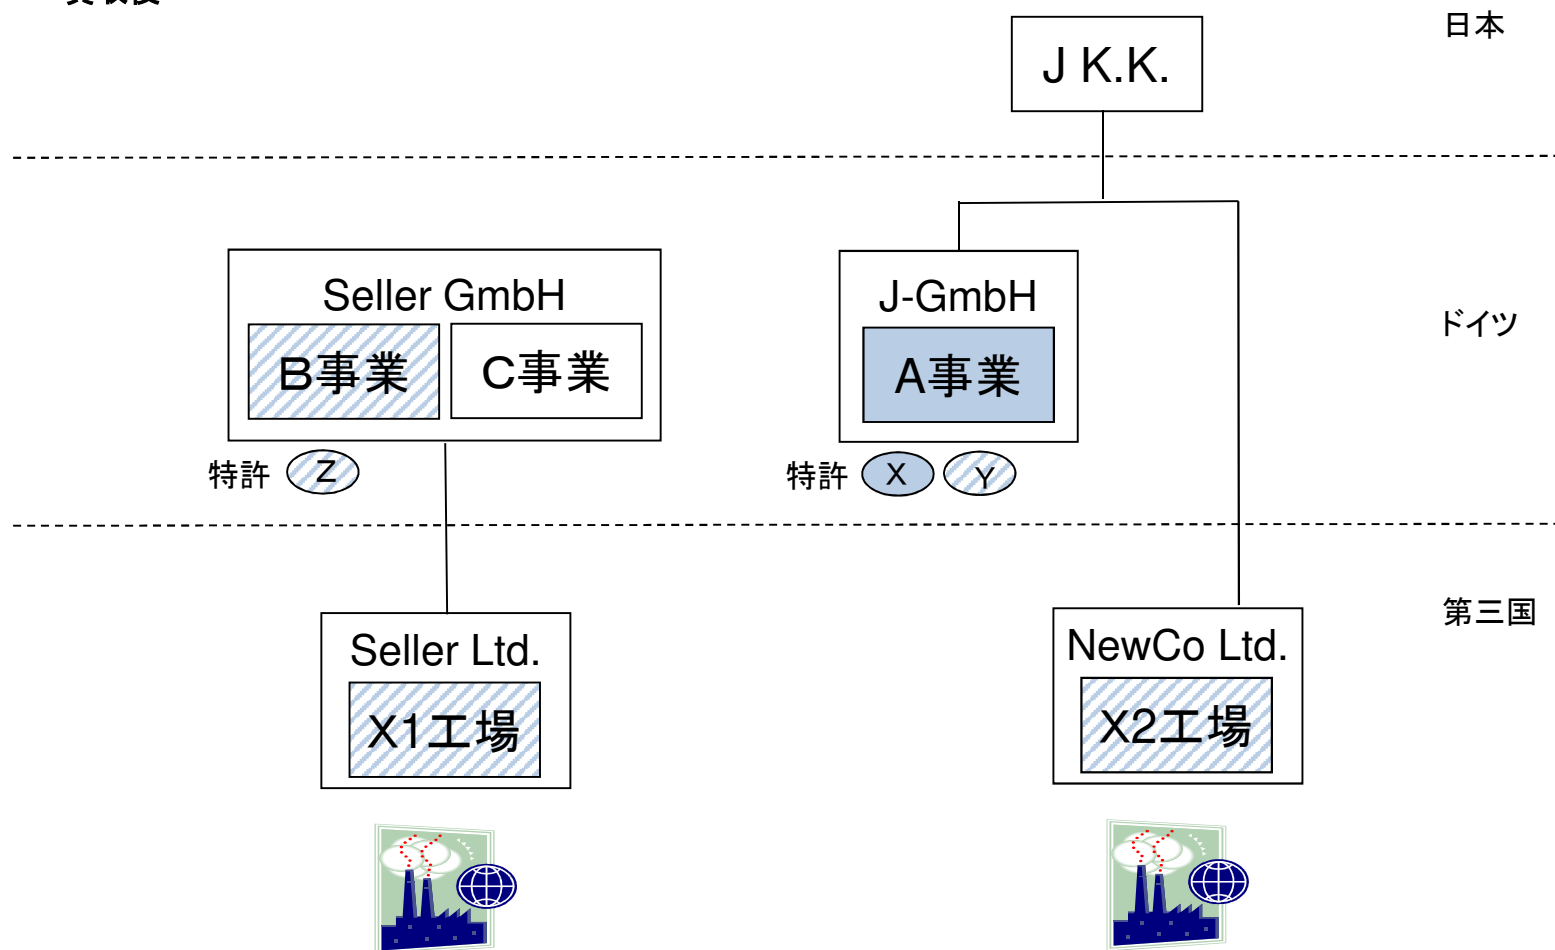 日本
J K.K.
Seller GmbH
B事業
C事業
J-GmbH
A事業
ドイツ
特許 Z
特許 X Y
第三国
Seller Ltd.
X1工場
NewCo Ltd.
X2工場